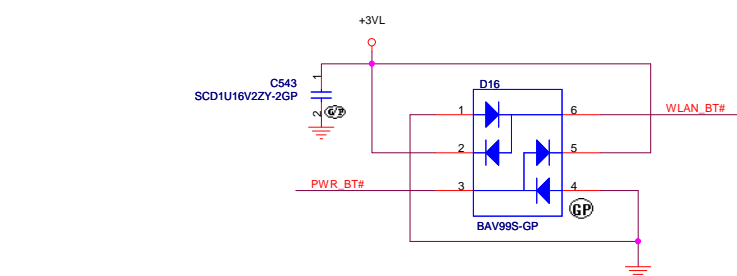 +3VL
C543
SCD1U16V2ZY-2GP
1
2
G/P
D16
1
6
WLAN_BT#
2
5
PWR_BT#
3
4
GP
BAV99S-GP